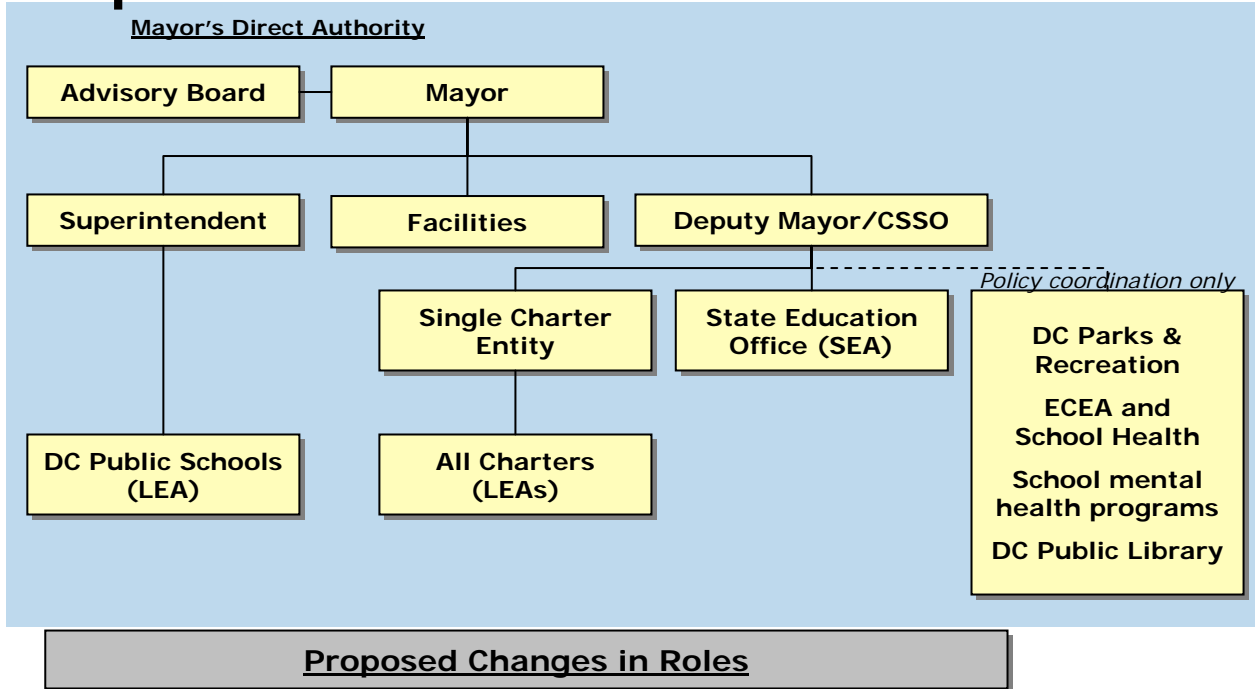 Mayor's Direct Authority
Advisory Board
Mayor
Superintendent
Facilities
Deputy Mayor/CSSO
Policy coordination only
Single Charter
Entity
State Education
Office (SEA)
DC Parks &
Recreation
ECEA and
School Health
School mental
health programs
DC Public Library
DC Public Schools
(LEA)
All Charters
(LEAs)
Proposed Changes in Roles